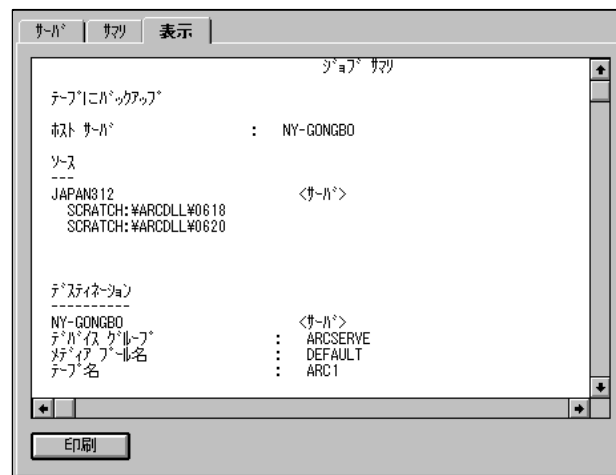 ｻｰﾊﾞ ｻﾏﾘ 表示
ｼﾞｮﾌﾞ ｻﾏﾘ
ﾃｰﾌﾟにﾊﾞｯｸｱｯﾌﾟ
ﾎｽﾄ ｻｰﾊﾞ : NY-GONGBO
ｿｰｽ
---
JAPAN312 <ｻｰﾊﾞ>
SCRATCH:¥ARCDLL¥0618
SCRATCH:¥ARCDLL¥0620
ﾃﾞｽﾃｨﾈｰｼｮﾝ
----------
NY-GONGBO <ｻｰﾊﾞ>
ﾃﾞﾊﾞｲｽ ｸﾞﾙｰﾌﾟ : ARCSERVE
ﾒﾃﾞｨｱ ﾌﾟｰﾙ名 : DEFAULT
ﾃｰﾌﾟ名 : ARC1
印刷